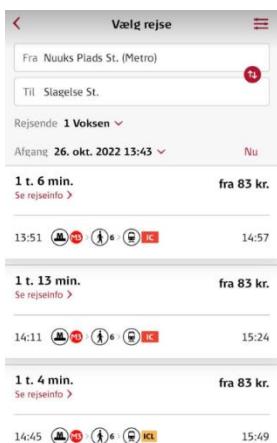 Vælg rejse
Fra Nuuks Plads St. (Metro)
Til Slagelse St.
Rejsende 1 Voksen
Afgang 26. okt. 2022 13:43 Nu
1 t. 6 min. fra 83 kr.
Se rejseinfo
13:51 M3 6 IC 14:57
1 t. 13 min. fra 83 kr.
Se rejseinfo
14:11 M3 6 IC 15:24
1 t. 4 min. fra 83 kr.
Se rejseinfo
14:45 M3 6 ICL 15:49